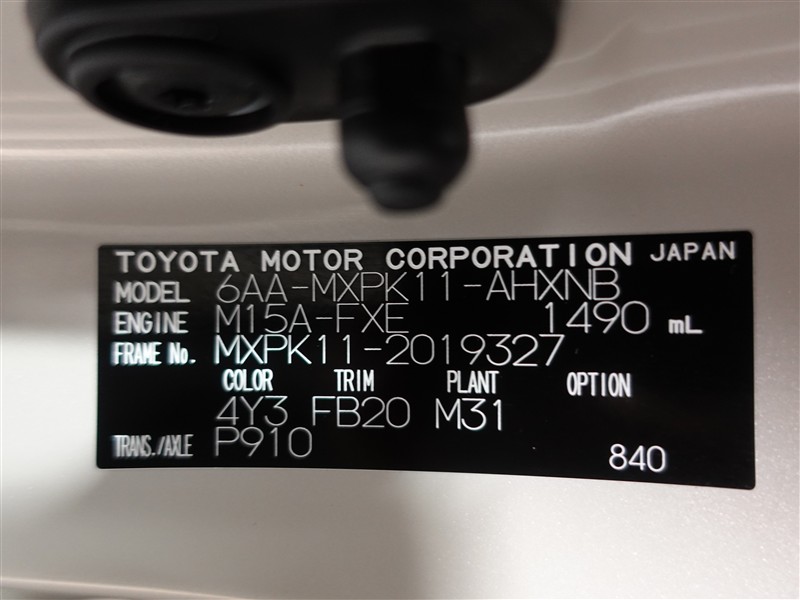 TOYOTA MOTOR CORPORATION JAPAN
MODEL 6AA-MXPK11-AHXNB
ENGINE M15A-FXE 1490 mL
FRAME No. MXPK11-2019327
COLOR TRIM PLANT OPTION
4Y3 FB20 M31
TRANS./AXLE P910
840